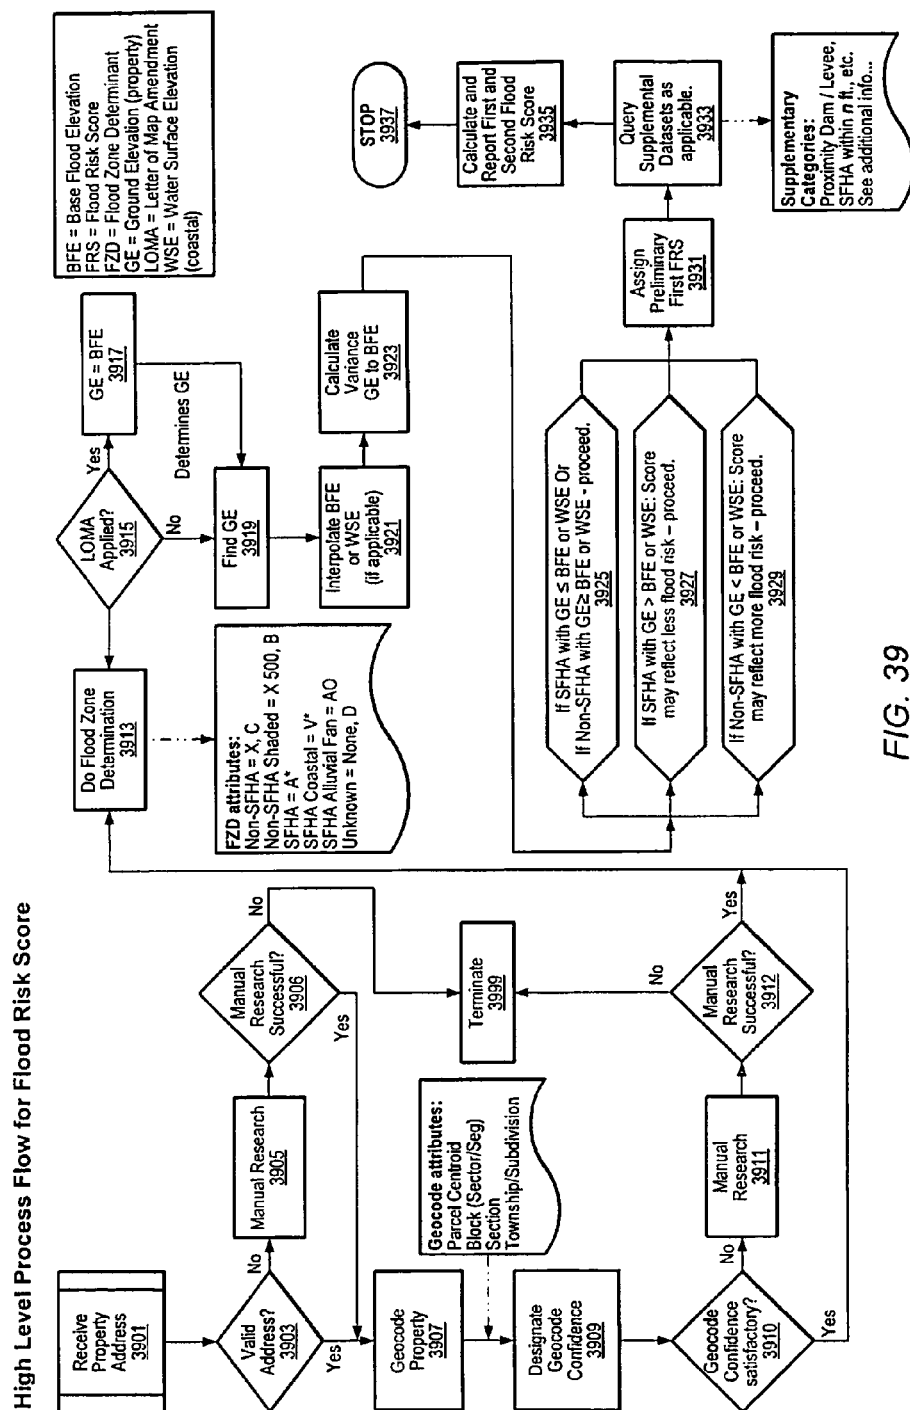 High Level Process Flow for Flood Risk Score
Receive
Property
Address
3901
Valid
Address?
3903
No
Yes
Manual Research
3905
Manual
Research
Successful?
3906
No
Yes
Geocode
Property
3907
Geocode attributes:
Parcel Centroid
Block (Sector/Seg)
Section
Township/Subdivision
Designate
Geocode
Confidence
3909
Geocode
Confidence
satisfactory?
3910
No
Yes
Manual
Research
3911
Manual
Research
Successful?
3912
No
Yes
Terminate
3999
Do Flood Zone
Determination
3913
FZD attributes:
Non-SFHA = X, C
Non-SFHA Shaded = X 500, B
SFHA = A*
SFHA Coastal = V*
SFHA Alluvial Fan = AO
Unknown = None, D
LOMA
Applied?
3915
Yes
No
GE = BFE
3917
Determines GE
Find GE
3919
Interpolate BFE
or WSE
(if applicable)
3921
Calculate
Variance
GE to BFE
3923
BFE = Base Flood Elevation
FRS = Flood Risk Score
FZD = Flood Zone Determinant
GE = Ground Elevation (property)
LOMA = Letter of Map Amendment
WSE = Water Surface Elevation
(coastal)
If SFHA with GE ≤ BFE or WSE Or
If Non-SFHA with GE≥ BFE or WSE - proceed.
3925
If SFHA with GE > BFE or WSE: Score
may reflect less flood risk – proceed.
3927
If Non-SFHA with GE < BFE or WSE: Score
may reflect more flood risk – proceed.
3929
Assign
Preliminary
First FRS
3931
Query
Supplemental
Datasets as
applicable.
3933
Supplementary
Categories:
Proximity Dam / Levee,
SFHA within n ft., etc.
See additional info...
Calculate and
Report First and
Second Flood
Risk Score
3935
STOP
3937
FIG. 39